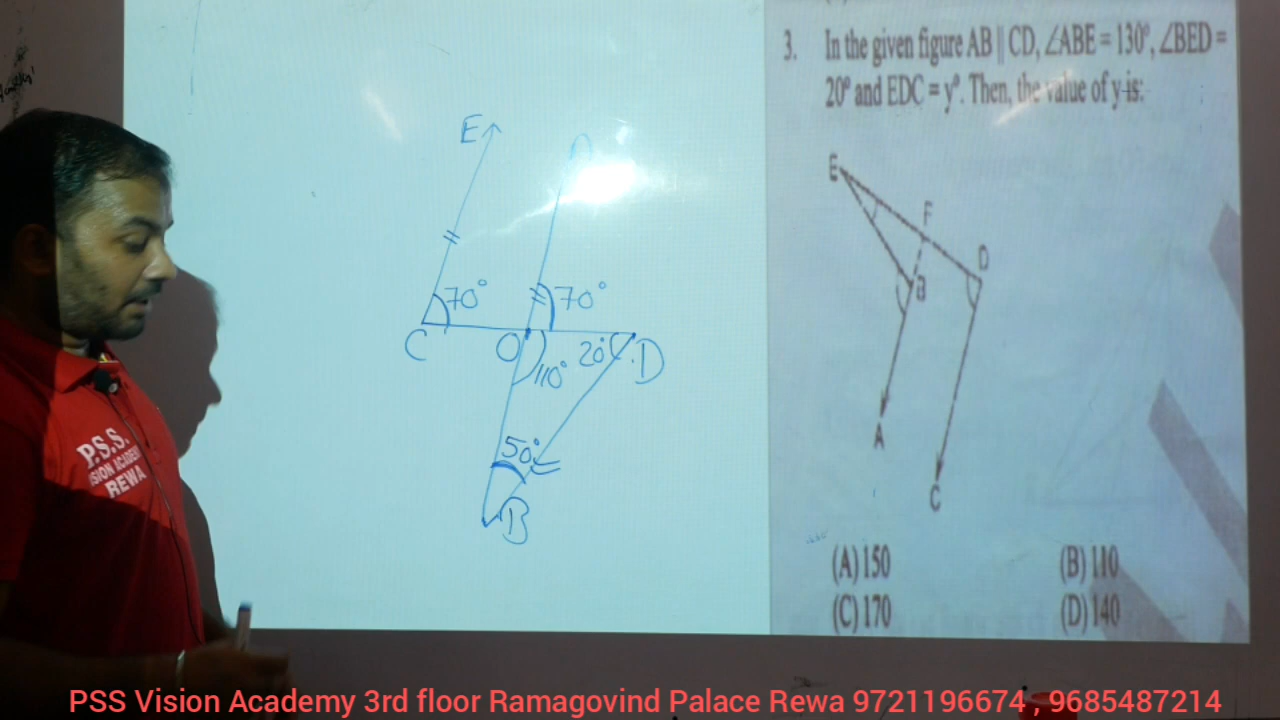 3. In the given figure AB || CD, ∠ABE = 130°, ∠BED =
20° and EDC = y°. Then, the value of y is:
E
70°
C
O
70°
110°
20°
D
50°
B
E
F
B
D
A
C
(A) 150 (B) 110
(C) 170 (D) 140
P.S.S.
VISION ACADEMY
REWA
PSS Vision Academy 3rd floor Ramagovind Palace Rewa 9721196674 , 9685487214